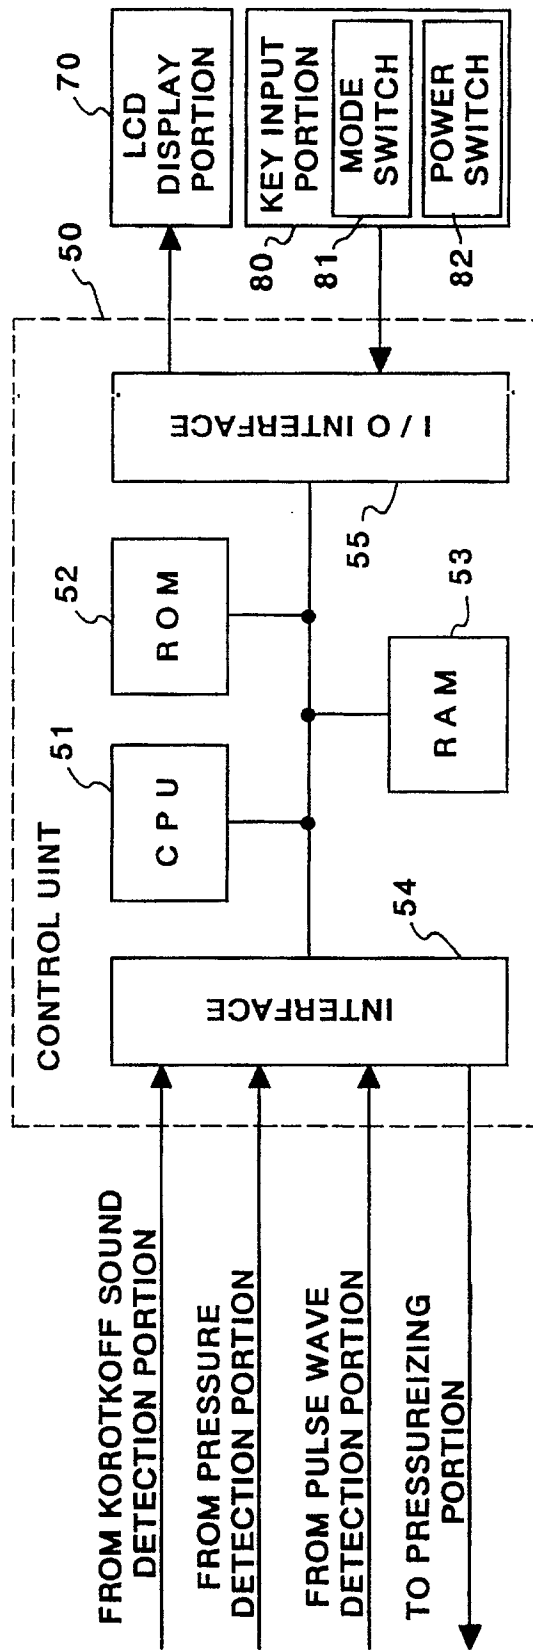 FROM KOROTKOFF SOUND
DETECTION PORTION
FROM PRESSURE
DETECTION PORTION
FROM PULSE WAVE
DETECTION PORTION
TO PRESSUREIZING
PORTION
CONTROL UINT
50
INTERFACE
54
CPU
51
ROM
52
RAM
53
I / O INTERFACE
55
LCD
DISPLAY
PORTION
70
KEY INPUT
PORTION
80
MODE
SWITCH
81
POWER
SWITCH
82